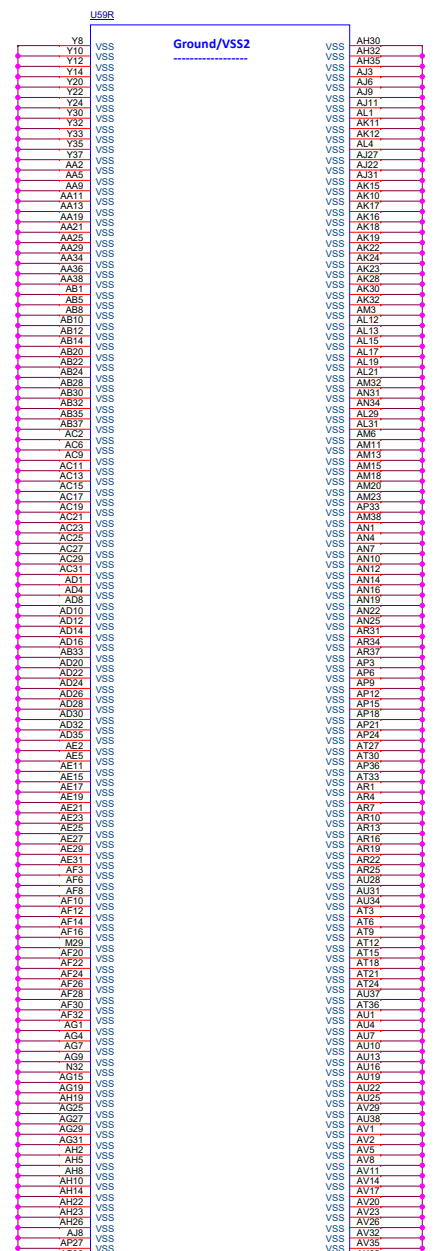 U59R
Ground/VSS2
------------------
Y8 VSS VSS AH30
Y10 VSS VSS AH32
Y12 VSS VSS AH35
Y14 VSS VSS AJ3
Y20 VSS VSS AJ6
Y22 VSS VSS AJ9
Y24 VSS VSS AJ11
Y30 VSS VSS AL1
Y32 VSS VSS AK11
Y33 VSS VSS AK12
Y35 VSS VSS AL4
Y37 VSS VSS AJ27
AA2 VSS VSS AJ22
AA5 VSS VSS AJ31
AA9 VSS VSS AK15
AA11 VSS VSS AK10
AA13 VSS VSS AK17
AA19 VSS VSS AK16
AA21 VSS VSS AK18
AA25 VSS VSS AK19
AA29 VSS VSS AK22
AA34 VSS VSS AK24
AA36 VSS VSS AK23
AA38 VSS VSS AK28
AB1 VSS VSS AK30
AB5 VSS VSS AK32
AB8 VSS VSS AM3
AB10 VSS VSS AL12
AB12 VSS VSS AL13
AB14 VSS VSS AL15
AB20 VSS VSS AL17
AB22 VSS VSS AL19
AB24 VSS VSS AL21
AB28 VSS VSS AM32
AB30 VSS VSS AN31
AB32 VSS VSS AN34
AB35 VSS VSS AL29
AB37 VSS VSS AL31
AC2 VSS VSS AM6
AC6 VSS VSS AM11
AC9 VSS VSS AM13
AC11 VSS VSS AM15
AC13 VSS VSS AM18
AC15 VSS VSS AM20
AC17 VSS VSS AM23
AC19 VSS VSS AP33
AC21 VSS VSS AM38
AC23 VSS VSS AN1
AC25 VSS VSS AN4
AC27 VSS VSS AN7
AC29 VSS VSS AN10
AC31 VSS VSS AN12
AD1 VSS VSS AN14
AD4 VSS VSS AN16
AD8 VSS VSS AN19
AD10 VSS VSS AN22
AD12 VSS VSS AN25
AD14 VSS VSS AR31
AD16 VSS VSS AR34
AB33 VSS VSS AR37
AD20 VSS VSS AP3
AD22 VSS VSS AP6
AD24 VSS VSS AP9
AD26 VSS VSS AP12
AD28 VSS VSS AP15
AD30 VSS VSS AP18
AD32 VSS VSS AP21
AD35 VSS VSS AP24
AE2 VSS VSS AT27
AE5 VSS VSS AT30
AE11 VSS VSS AP36
AE15 VSS VSS AT33
AE17 VSS VSS AR1
AE19 VSS VSS AR4
AE21 VSS VSS AR7
AE23 VSS VSS AR10
AE25 VSS VSS AR13
AE27 VSS VSS AR16
AE29 VSS VSS AR19
AE31 VSS VSS AR22
AF3 VSS VSS AR25
AF6 VSS VSS AU28
AF8 VSS VSS AU31
AF10 VSS VSS AU34
AF12 VSS VSS AT3
AF14 VSS VSS AT6
AF16 VSS VSS AT9
M29 VSS VSS AT12
AF20 VSS VSS AT15
AF22 VSS VSS AT18
AF24 VSS VSS AT21
AF26 VSS VSS AT24
AF28 VSS VSS AU37
AF30 VSS VSS AT36
AF32 VSS VSS AU1
AG1 VSS VSS AU4
AG4 VSS VSS AU7
AG7 VSS VSS AU10
AG9 VSS VSS AU13
N32 VSS VSS AU16
AG15 VSS VSS AU19
AG19 VSS VSS AU22
AH19 VSS VSS AU25
AG25 VSS VSS AV29
AG27 VSS VSS AU38
AG29 VSS VSS AV1
AG31 VSS VSS AV2
AH2 VSS VSS AV5
AH5 VSS VSS AV8
AH8 VSS VSS AV11
AH10 VSS VSS AV14
AH14 VSS VSS AV17
AH22 VSS VSS AV20
AH23 VSS VSS AV23
AH26 VSS VSS AV26
AJ8 VSS VSS AV32
AP27 VSS VSS AV35
VSS VSS